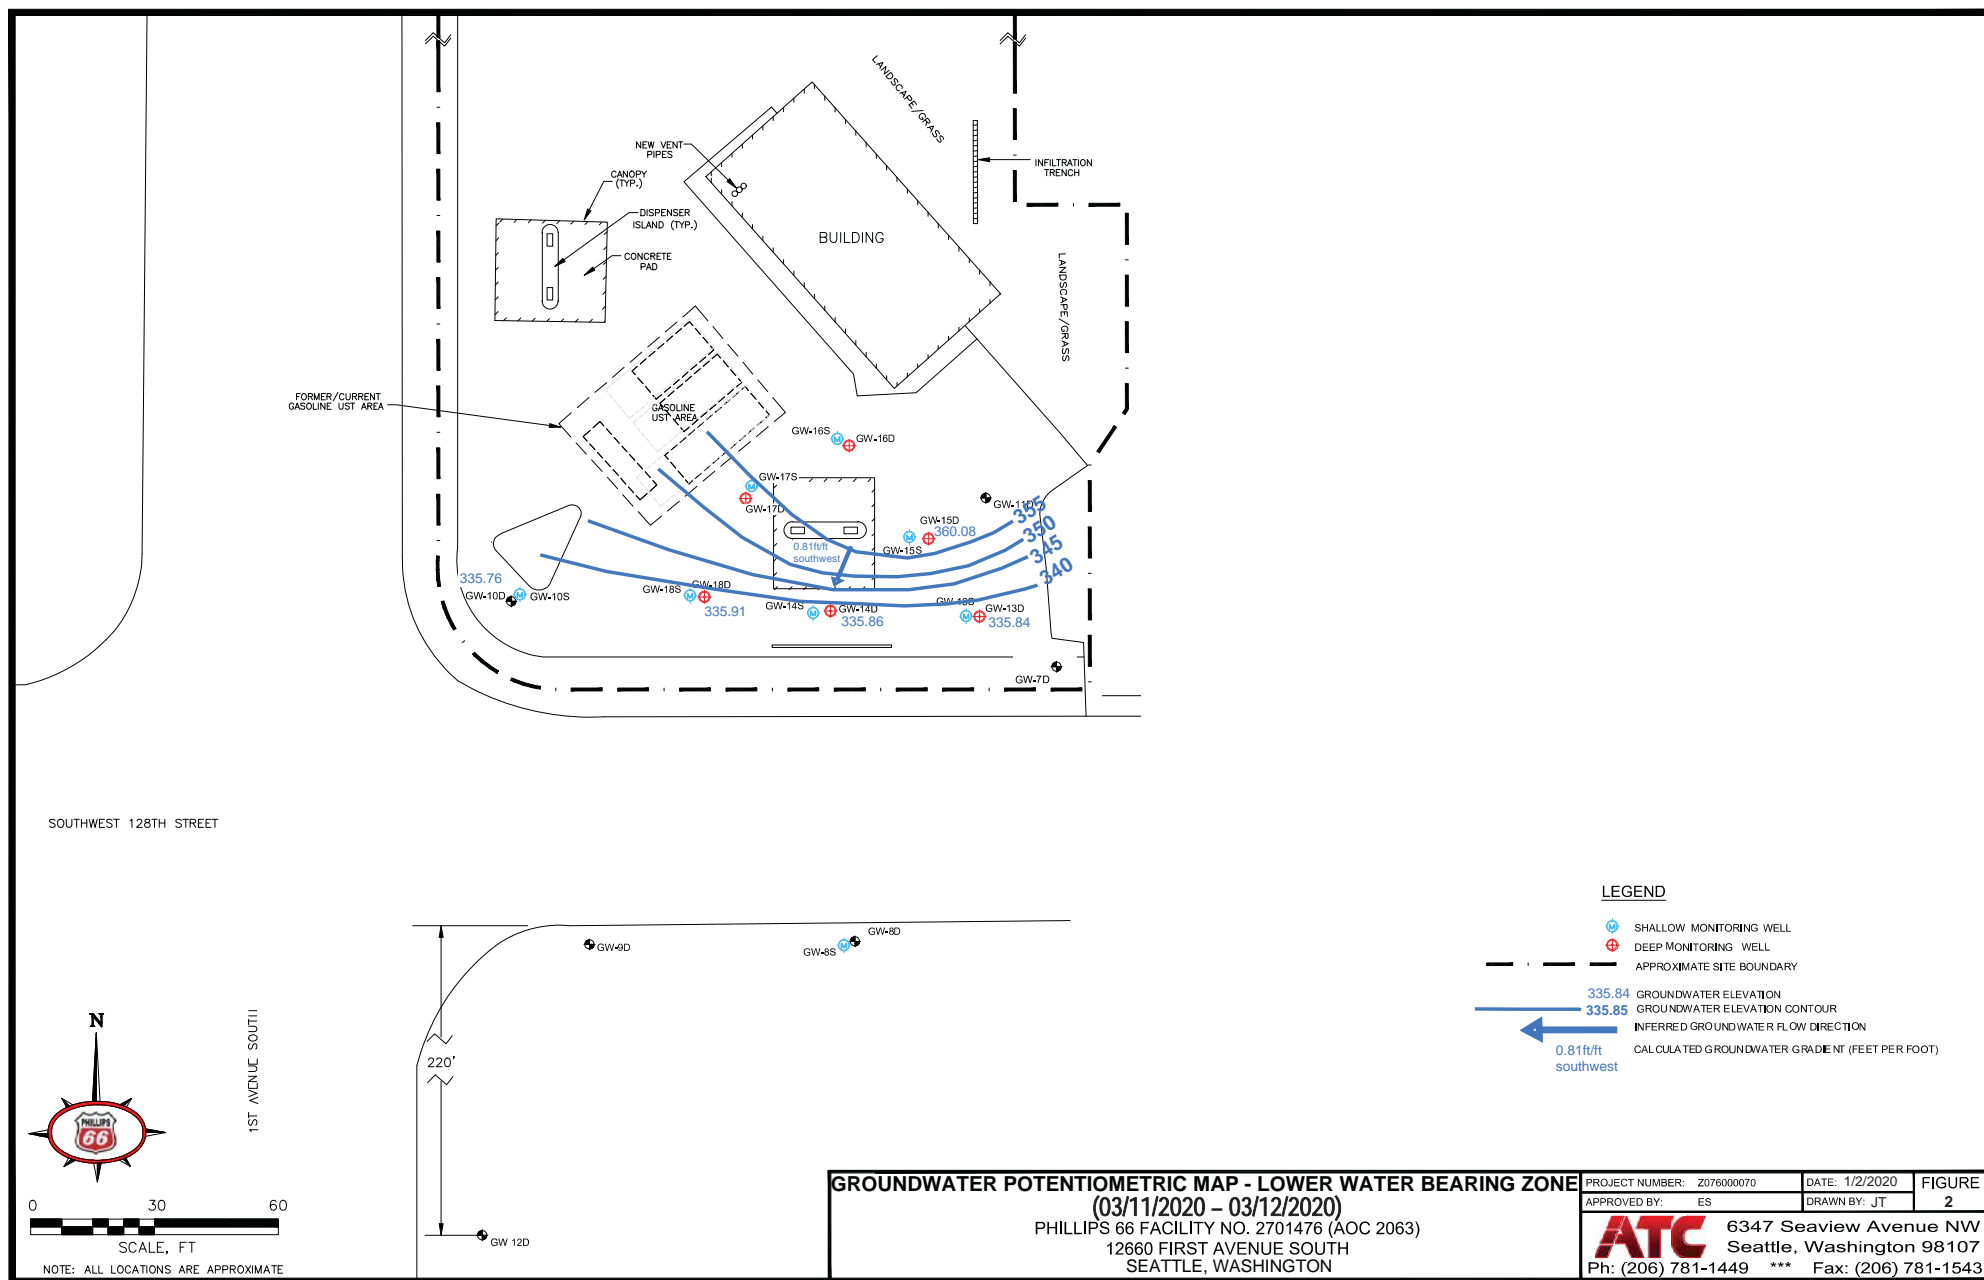 LANDSCAPE/GRASS
NEW VENT
PIPES
CANOPY
(TYP.)
DISPENSER
ISLAND (TYP.)
CONCRETE
PAD
INFILTRATION
TRENCH
BUILDING
LANDSCAPE/GRASS
FORMER/CURRENT
GASOLINE UST AREA
GASOLINE
UST AREA
GW-16S
GW-16D
GW-17S
GW-17D
GW-11D
GW-15D
360.08
GW-15S
355
350
345
340
0.81ft/ft
southwest
335.76
GW-10D
GW-10S
GW-18S
GW-18D
335.91
GW-14S
GW-14D
335.86
GW-13D
335.84
GW-7D
SOUTHWEST 128TH STREET
GW-9D
GW-8S
GW-8D
220'
GW 12D
1ST AVENUE SOUTH
N
PHILLIPS
66
0 30 60
SCALE, FT
NOTE: ALL LOCATIONS ARE APPROXIMATE
LEGEND
SHALLOW MONITORING WELL
DEEP MONITORING WELL
APPROXIMATE SITE BOUNDARY
335.84 GROUNDWATER ELEVATION
335.85 GROUNDWATER ELEVATION CONTOUR
INFERRED GROUNDWATER FLOW DIRECTION
0.81ft/ft
southwest
CALCULATED GROUNDWATER GRADIENT (FEET PER FOOT)
GROUNDWATER POTENTIOMETRIC MAP - LOWER WATER BEARING ZONE
(03/11/2020 – 03/12/2020)
PHILLIPS 66 FACILITY NO. 2701476 (AOC 2063)
12660 FIRST AVENUE SOUTH
SEATTLE, WASHINGTON
PROJECT NUMBER: Z076000070
DATE: 1/2/2020
FIGURE
2
APPROVED BY: ES
DRAWN BY: JT
ATC
6347 Seaview Avenue NW
Seattle, Washington 98107
Ph: (206) 781-1449 *** Fax: (206) 781-1543